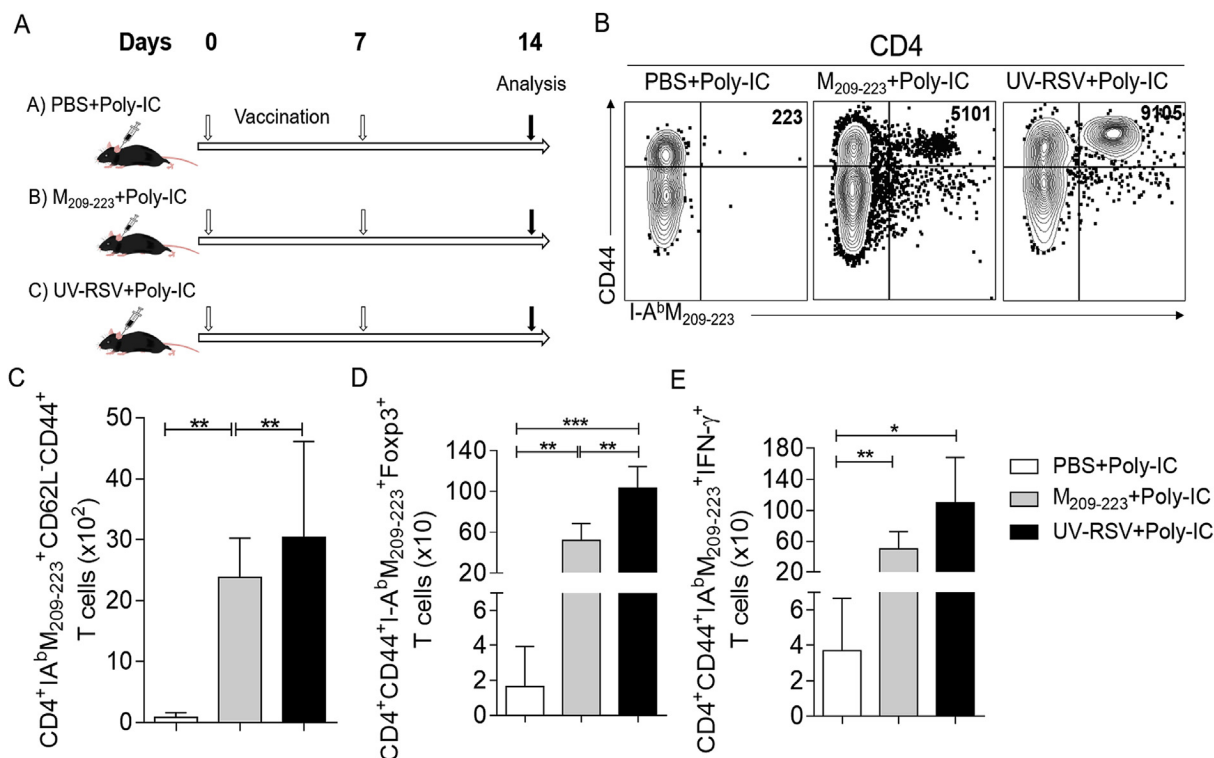 A
Days 0 7 14
Analysis
A) PBS+Poly-IC
Vaccination
B) M209-223+Poly-IC
C) UV-RSV+Poly-IC
B
CD4
PBS+Poly-IC M209-223+Poly-IC UV-RSV+Poly-IC
223 5101 9105
CD44
I-AbM209-223
C
CD4+IAbM209-223+CD62L-CD44+
T cells (x102)
50
40
30
20
10
0
** **
D
CD4+CD44+I-AbM209-223+Foxp3+
T cells (x10)
140
100
60
20
6
4
2
0
***
** **
E
CD4+CD44+IAbM209-223+IFN-γ+
T cells (x10)
180
140
100
60
20
6
4
2
0
*
**
PBS+Poly-IC
M209-223+Poly-IC
UV-RSV+Poly-IC